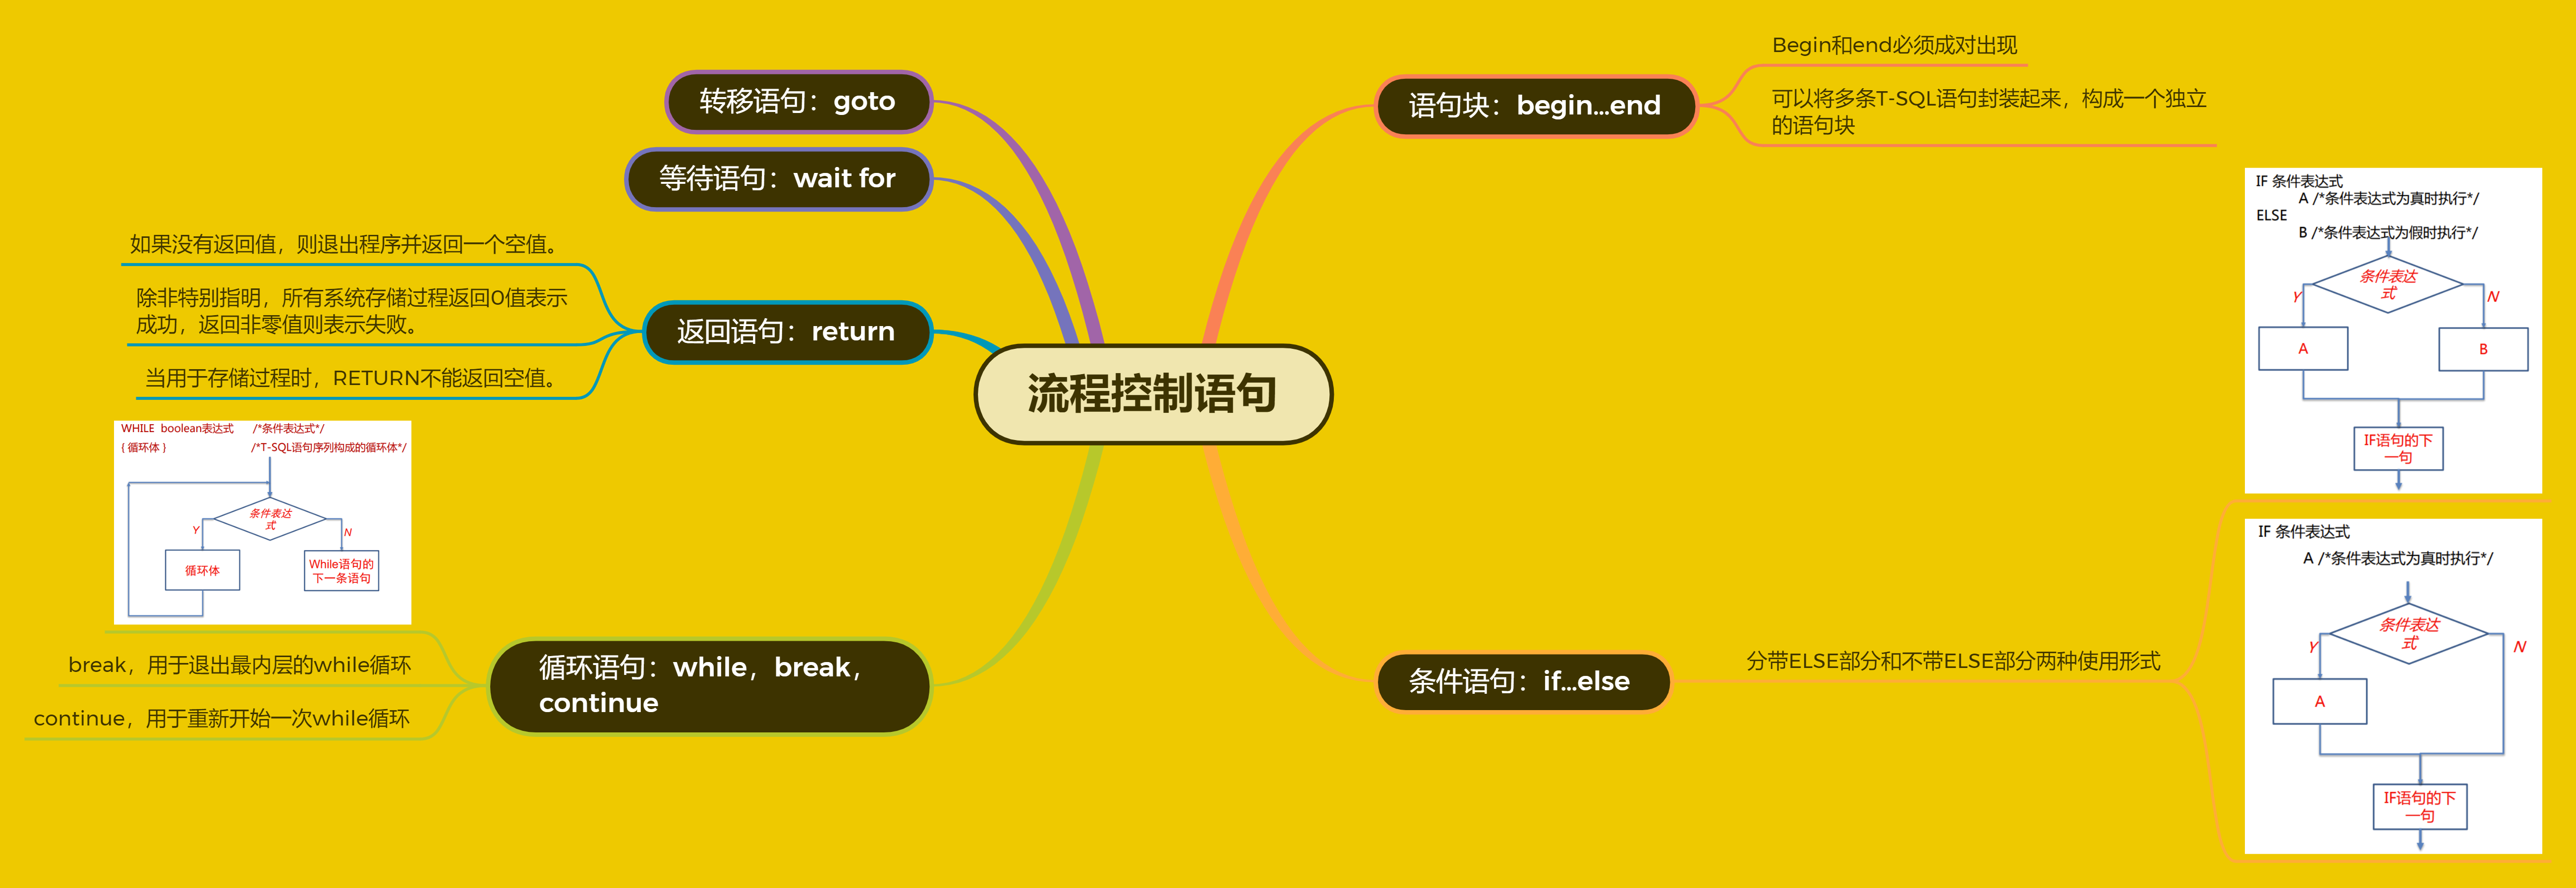 流程控制语句
语句块：begin...end
Begin和end必须成对出现
可以将多条T-SQL语句封装起来，构成一个独立
的语句块
条件语句：if...else
分带ELSE部分和不带ELSE部分两种使用形式
IF 条件表达式
A /*条件表达式为真时执行*/
ELSE
B /*条件表达式为假时执行*/
条件表达
式
Y
N
A
B
IF语句的下
一句
IF 条件表达式
A /*条件表达式为真时执行*/
条件表达
式
Y
N
A
IF语句的下
一句
转移语句：goto
等待语句：wait for
返回语句：return
如果没有返回值，则退出程序并返回一个空值。
除非特别指明，所有系统存储过程返回0值表示
成功，返回非零值则表示失败。
当用于存储过程时，RETURN不能返回空值。
循环语句：while，break，
continue
WHILE boolean表达式 /*条件表达式*/
{ 循环体 } /*T-SQL语句序列构成的循环体*/
条件表达
式
Y
N
循环体
While语句的
下一条语句
break，用于退出最内层的while循环
continue，用于重新开始一次while循环